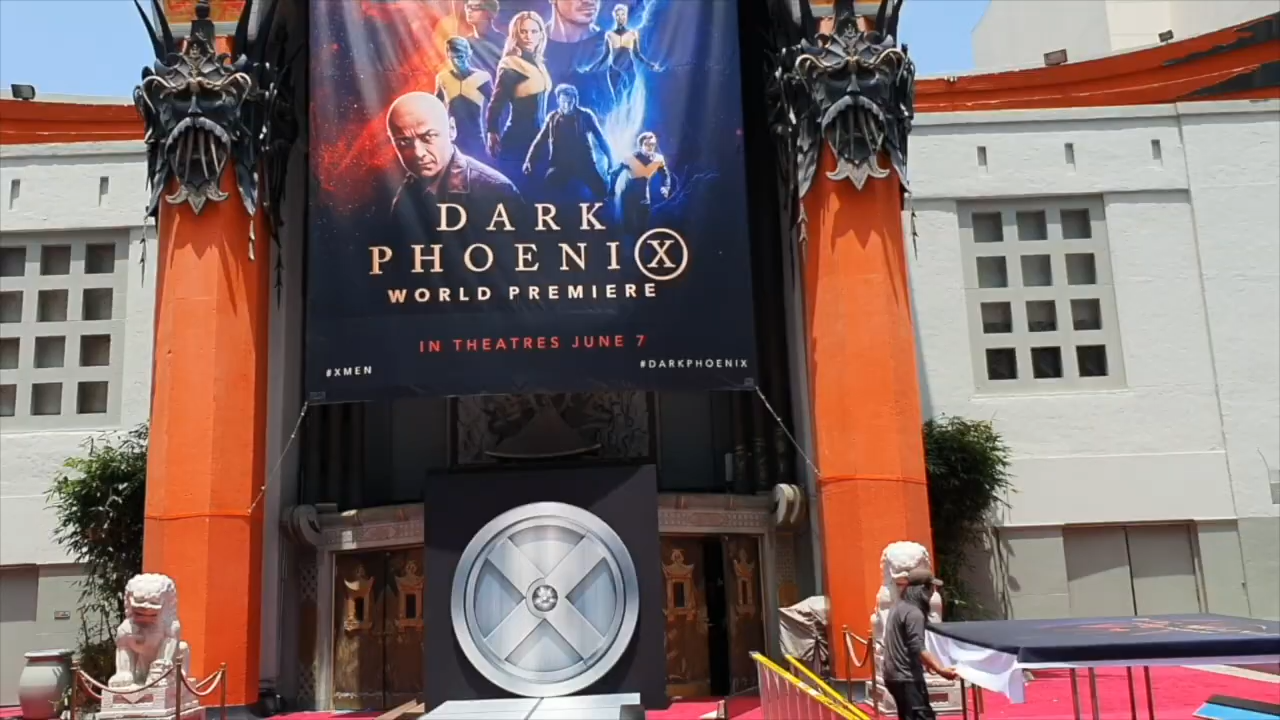 DARK
PHOENIX
WORLD PREMIERE
IN THEATRES JUNE 7
#XMEN
#DARKPHOENIX